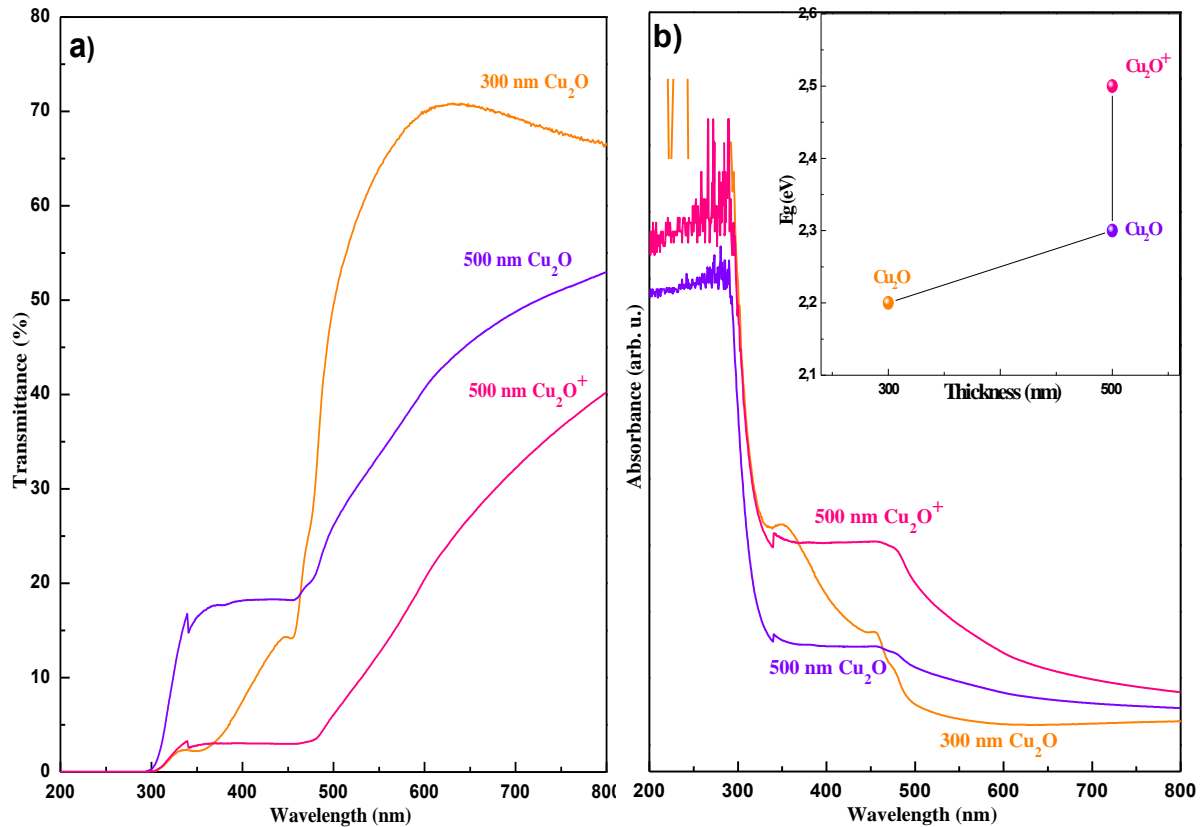 a)
80
70
60
50
40
30
20
10
0
Transmittance (%)
300 nm Cu₂O
500 nm Cu₂O
500 nm Cu₂O⁺
200 300 400 500 600 700 800
Wavelength (nm)
b)
Absorbance (arb. u.)
500 nm Cu₂O⁺
500 nm Cu₂O
300 nm Cu₂O
200 300 400 500 600 700 800
Wavelength (nm)
2,6
2,5
2,4
2,3
2,2
2,1
Eg (eV)
Cu₂O⁺
Cu₂O
Cu₂O
300 500
Thickness (nm)